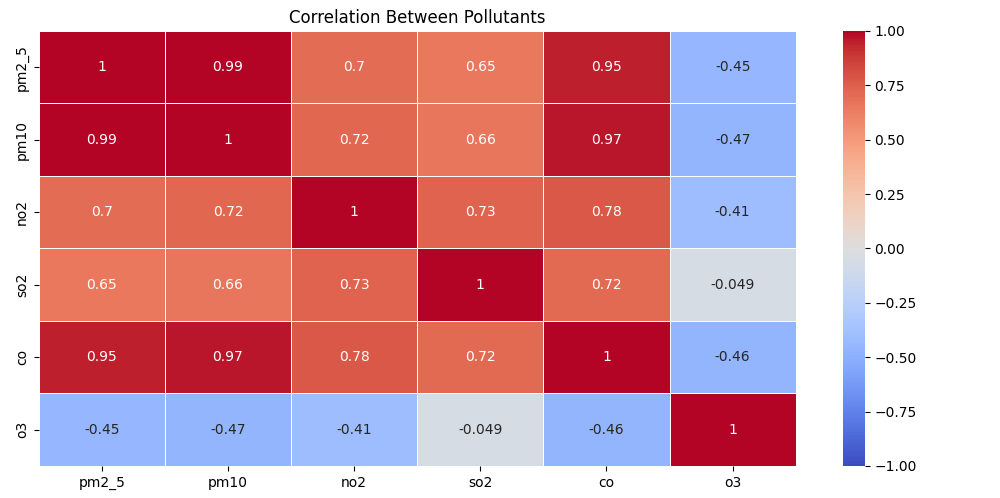 Correlation Between Pollutants
pm2_5 1 0.99 0.7 0.65 0.95 -0.45
pm10 0.99 1 0.72 0.66 0.97 -0.47
no2 0.7 0.72 1 0.73 0.78 -0.41
so2 0.65 0.66 0.73 1 0.72 -0.049
co 0.95 0.97 0.78 0.72 1 -0.46
o3 -0.45 -0.47 -0.41 -0.049 -0.46 1
pm2_5 pm10 no2 so2 co o3
1.00
0.75
0.50
0.25
0.00
−0.25
−0.50
−0.75
−1.00